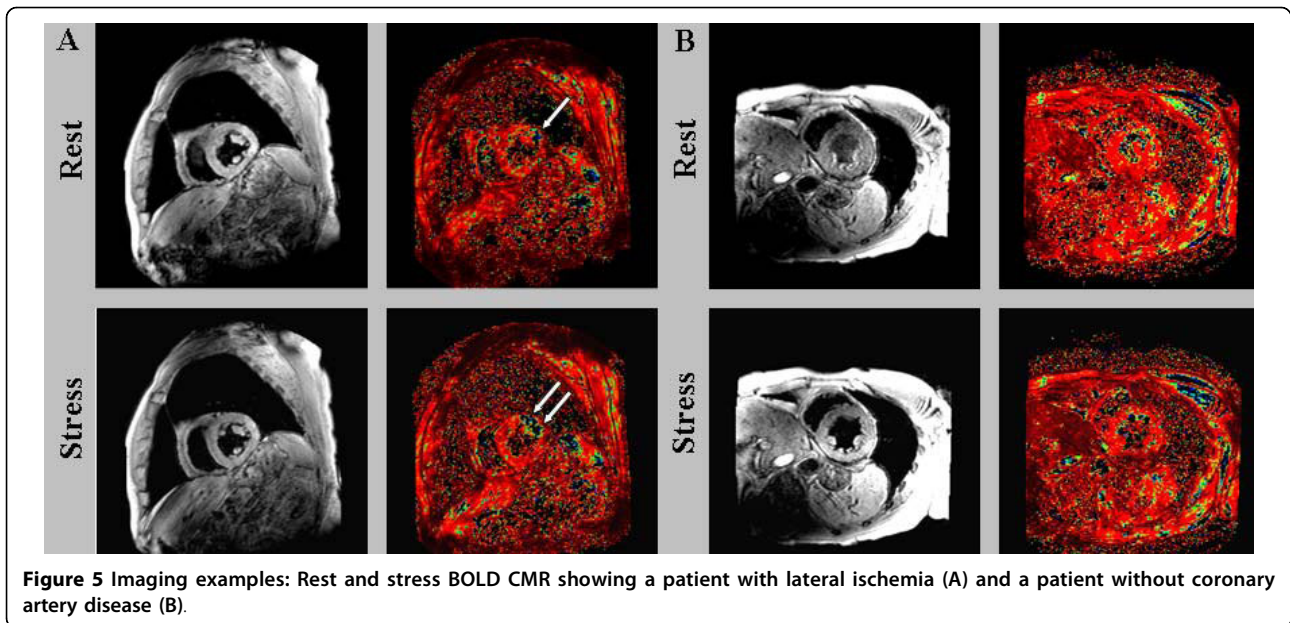 A
B
Rest
Rest
Stress
Stress
Figure 5 Imaging examples: Rest and stress BOLD CMR showing a patient with lateral ischemia (A) and a patient without coronary
artery disease (B).